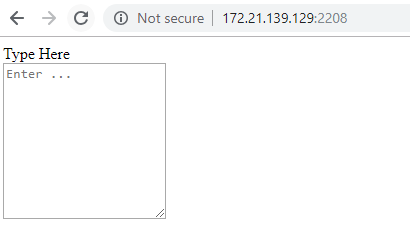 Not secure | 172.21.139.129:2208
Type Here
Enter ...